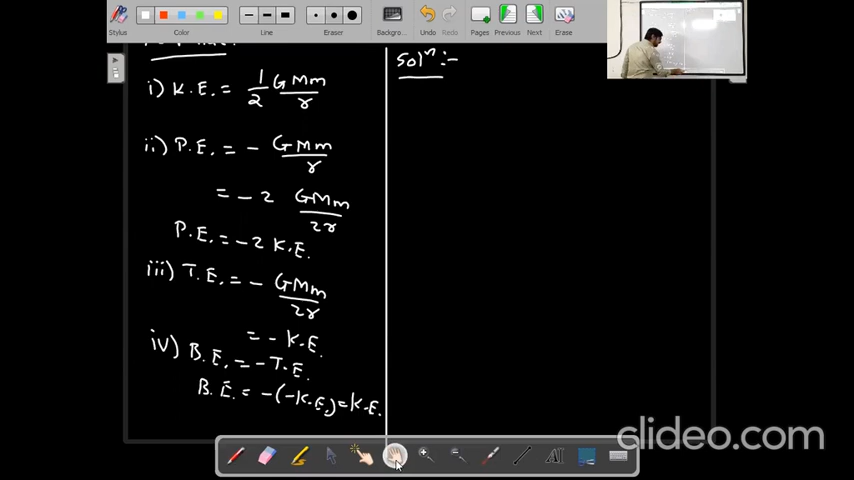 Stylus
Color
Line
Eraser
Backgro...
Undo
Redo
Pages
Previous
Next
Erase
i) K.E. = 1/2 GMm/r
ii) P.E. = - GMm/r
= - 2 GMm/2r
P.E. = - 2 K.E.
iii) T.E. = - GMm/2r
= - K.E.
iv) B.E. = - T.E.
B.E. = - (-K.E.) = K.E.
Solⁿ :-
clideo.com